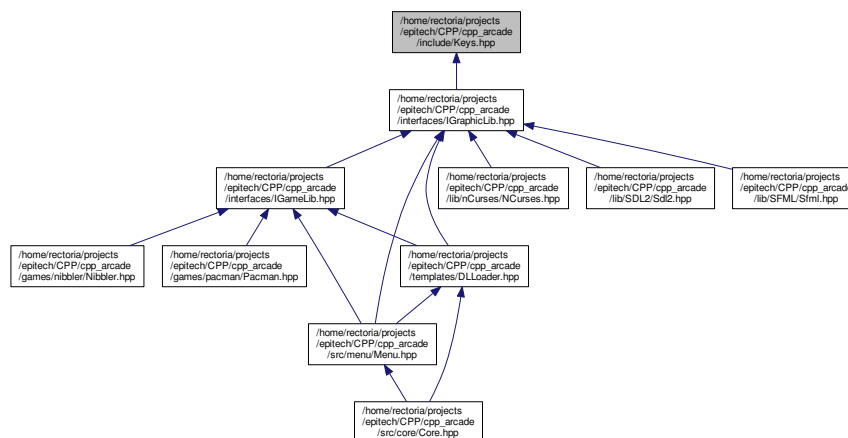 /home/rectoria/projects
/epitech/CPP/cpp_arcade
/include/Keys.hpp
/home/rectoria/projects
/epitech/CPP/cpp_arcade
/interfaces/IGraphicLib.hpp
/home/rectoria/projects
/epitech/CPP/cpp_arcade
/interfaces/IGameLib.hpp
/home/rectoria/projects
/epitech/CPP/cpp_arcade
/lib/nCurses/NCurses.hpp
/home/rectoria/projects
/epitech/CPP/cpp_arcade
/lib/SDL2/Sdl2.hpp
/home/rectoria/projects
/epitech/CPP/cpp_arcade
/lib/SFML/Sfml.hpp
/home/rectoria/projects
/epitech/CPP/cpp_arcade
/games/nibbler/Nibbler.hpp
/home/rectoria/projects
/epitech/CPP/cpp_arcade
/games/pacman/Pacman.hpp
/home/rectoria/projects
/epitech/CPP/cpp_arcade
/templates/DLLoader.hpp
/home/rectoria/projects
/epitech/CPP/cpp_arcade
/src/menu/Menu.hpp
/home/rectoria/projects
/epitech/CPP/cpp_arcade
/src/core/Core.hpp